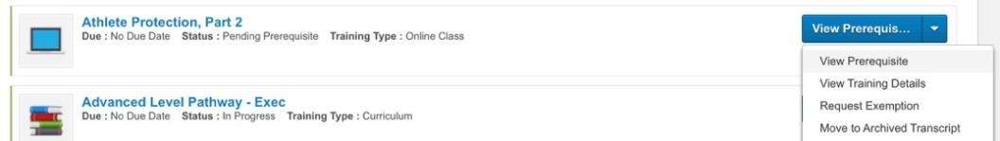 Athlete Protection, Part 2
Due : No Due Date Status : Pending Prerequisite Training Type : Online Class
View Prerequis...
View Prerequisite
View Training Details
Request Exemption
Move to Archived Transcript
Advanced Level Pathway - Exec
Due : No Due Date Status : In Progress Training Type : Curriculum